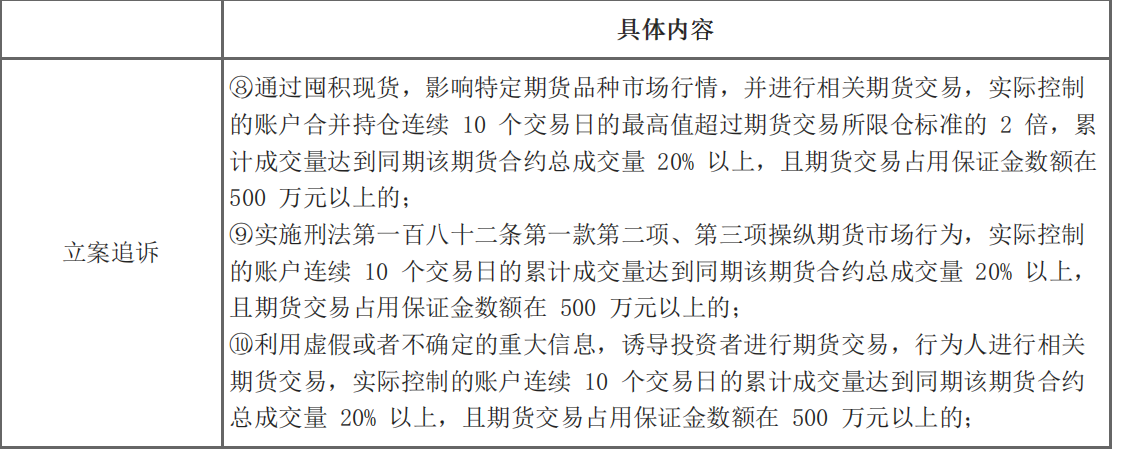 具体内容
⑧通过囤积现货，影响特定期货品种市场行情，并进行相关期货交易，实际控制
的账户合并持仓连续 10 个交易日的最高值超过期货交易所限仓标准的 2 倍，累
计成交量达到同期该期货合约总成交量 20% 以上，且期货交易占用保证金数额在
500 万元以上的；
立案追诉
⑨实施刑法第一百八十二条第一款第二项、第三项操纵期货市场行为，实际控制
的账户连续 10 个交易日的累计成交量达到同期该期货合约总成交量 20% 以上，
且期货交易占用保证金数额在 500 万元以上的；
⑩利用虚假或者不确定的重大信息，诱导投资者进行期货交易，行为人进行相关
期货交易，实际控制的账户连续 10 个交易日的累计成交量达到同期该期货合约
总成交量 20% 以上，且期货交易占用保证金数额在 500 万元以上的；